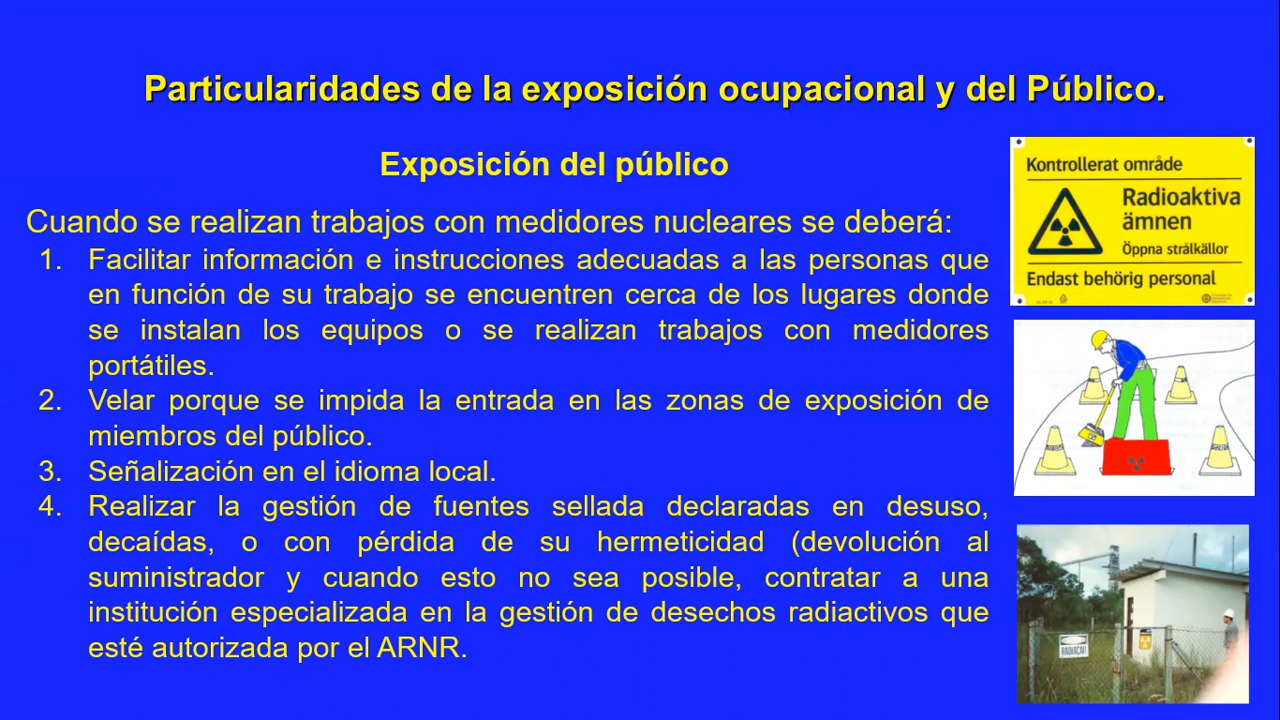 Particularidades de la exposición ocupacional y del Público.
Exposición del público
Cuando se realizan trabajos con medidores nucleares se deberá:
1. Facilitar información e instrucciones adecuadas a las personas que
en función de su trabajo se encuentren cerca de los lugares donde
se instalan los equipos o se realizan trabajos con medidores
portátiles.
2. Velar porque se impida la entrada en las zonas de exposición de
miembros del público.
3. Señalización en el idioma local.
4. Realizar la gestión de fuentes sellada declaradas en desuso,
decaídas, o con pérdida de su hermeticidad (devolución al
suministrador y cuando esto no sea posible, contratar a una
institución especializada en la gestión de desechos radiactivos que
esté autorizada por el ARNR.
Kontrollerat område
Radioaktiva
ämnen
Öppna strålkällor
Endast behörig personal